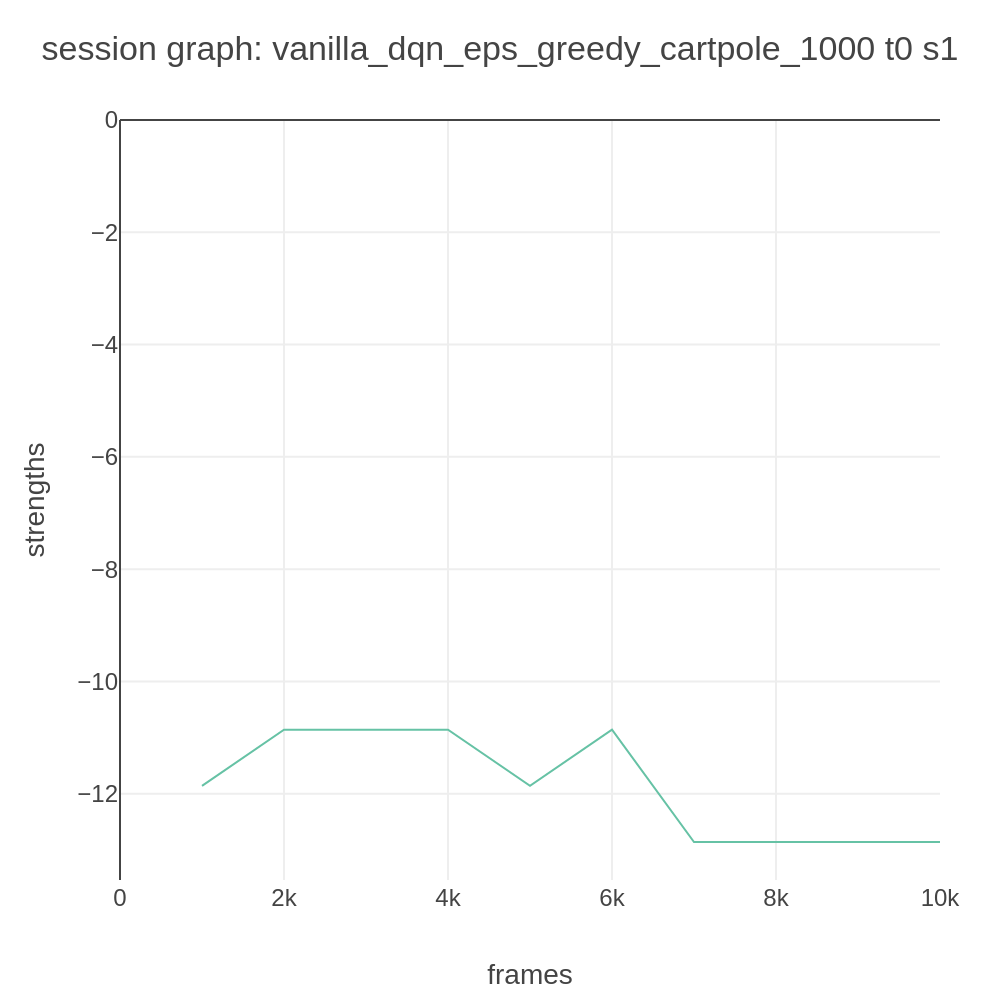 session graph: vanilla_dqn_eps_greedy_cartpole_1000 t0 s1
0
−2
−4
−6
−8
−10
−12
strengths
0 2k 4k 6k 8k 10k
frames